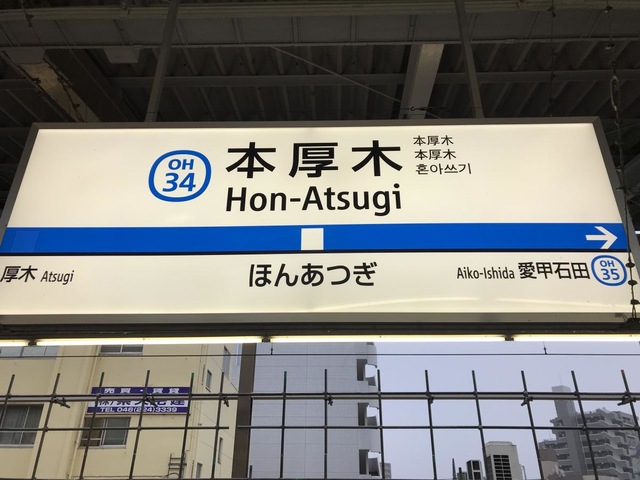 OH
34
本厚木
Hon-Atsugi
本厚木
本厚木
혼아쓰기
厚木 Atsugi
ほんあつぎ
Aiko-Ishida 愛甲石田
OH
35
売買・賃貸
TEL 046(224)3339